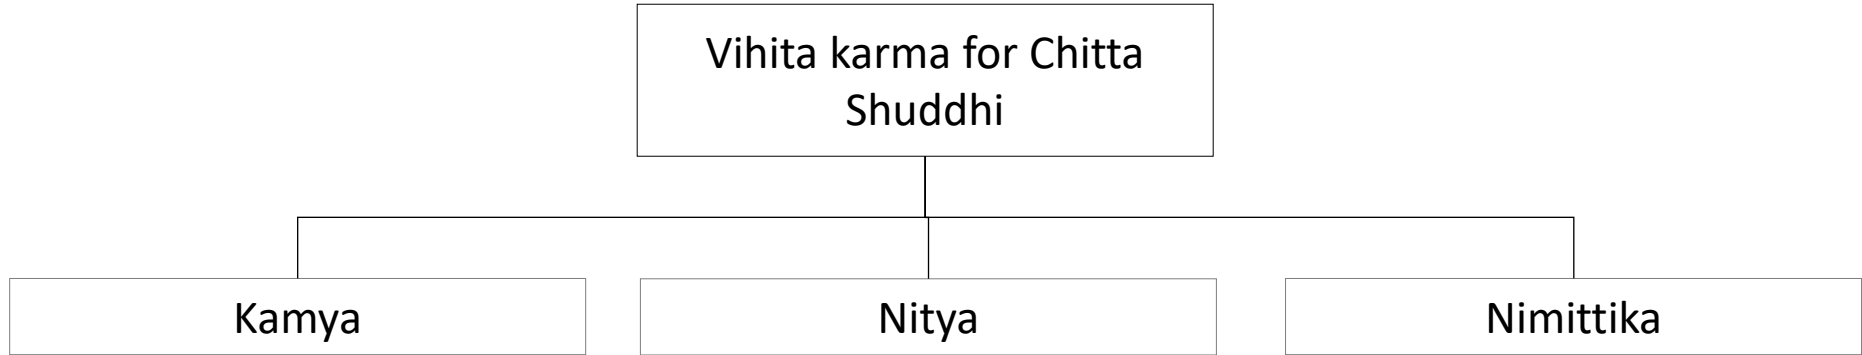 Vihita karma for Chitta
Shuddhi
Kamya
Nitya
Nimittika